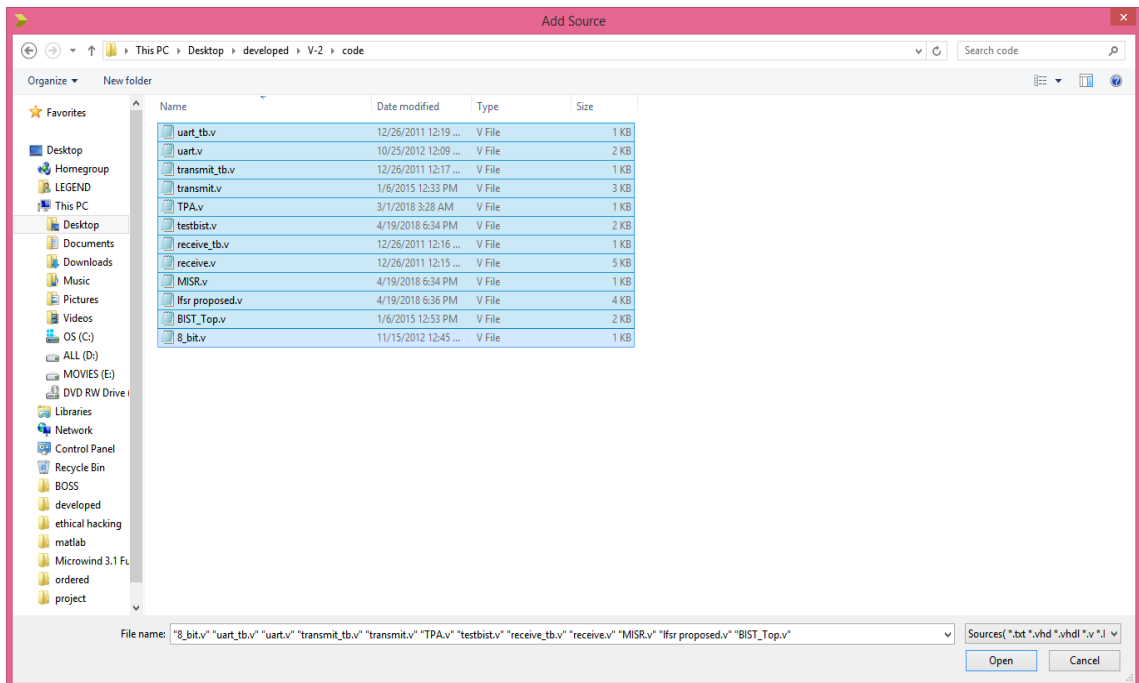 Add Source
This PC Desktop developed V-2 code
Search code
Organize New folder
Name Date modified Type Size
uart_tb.v 12/26/2011 12:19 ... V File 1 KB
uart.v 10/25/2012 12:09 ... V File 2 KB
transmit_tb.v 12/26/2011 12:17 ... V File 1 KB
transmit.v 1/6/2015 12:33 PM V File 3 KB
TPA.v 3/1/2018 3:28 AM V File 1 KB
testbist.v 4/19/2018 6:34 PM V File 2 KB
receive_tb.v 12/26/2011 12:16 ... V File 1 KB
receive.v 12/26/2011 12:15 ... V File 5 KB
MISR.v 4/19/2018 6:34 PM V File 1 KB
lfsr proposed.v 4/19/2018 6:36 PM V File 4 KB
BIST_Top.v 1/6/2015 12:53 PM V File 2 KB
8_bit.v 11/15/2012 12:45 ... V File 1 KB
Favorites
Desktop
Homegroup
LEGEND
This PC
Desktop
Documents
Downloads
Music
Pictures
Videos
OS (C:)
ALL (D:)
MOVIES (E:)
DVD RW Drive (
Libraries
Network
Control Panel
Recycle Bin
BOSS
developed
ethical hacking
matlab
Microwind 3.1 Fu
ordered
project
File name: "8_bit.v" "uart_tb.v" "uart.v" "transmit_tb.v" "transmit.v" "TPA.v" "testbist.v" "receive_tb.v" "receive.v" "MISR.v" "lfsr proposed.v" "BIST_Top.v"
Sources( *.txt *.vhd *.vhdl *.v *.l
Open Cancel